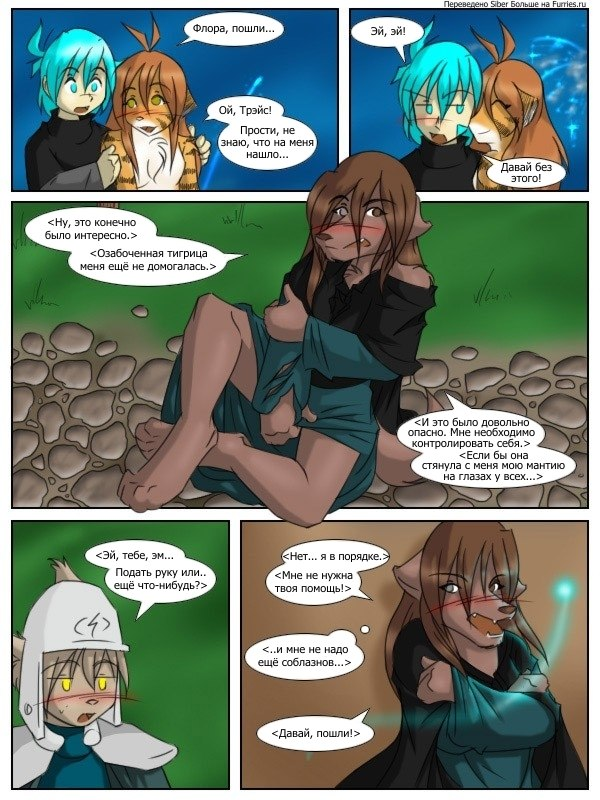 Переведено Siber Больше на Furries.ru
Флора, пошли...
Ой, Трэйс!
Прости, не
знаю, что на меня
нашло...
Эй, эй!
Давай без
этого!
<Ну, это конечно
было интересно.>
<Озабоченная тигрица
меня ещё не домогалась.>
<И это было довольно
опасно. Мне необходимо
контролировать себя.>
<Если бы она
стянула с меня мою мантию
на глазах у всех...>
<Эй, тебе, эм...
Подать руку или..
ещё что-нибудь?>
<Нет... я в порядке.>
<Мне не нужна
твоя помощь!>
<..и мне не надо
ещё соблазнов...>
<Давай, пошли!>